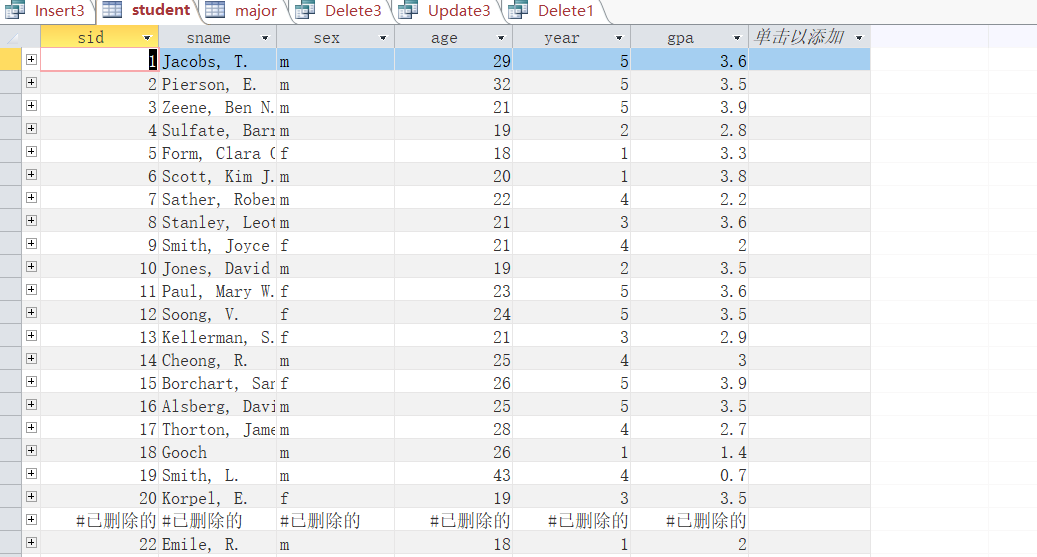 Insert3 student major Delete3 Update3 Delete1
sid sname sex age year gpa 单击以添加
1 Jacobs, T. m 29 5 3.6
2 Pierson, E. m 32 5 3.5
3 Zeene, Ben N. m 21 5 3.9
4 Sulfate, Barr m 19 2 2.8
5 Form, Clara O f 18 1 3.3
6 Scott, Kim J. m 20 1 3.8
7 Sather, Rober m 22 4 2.2
8 Stanley, Leot m 21 3 3.6
9 Smith, Joyce f 21 4 2
10 Jones, David m 19 2 3.5
11 Paul, Mary W. f 23 5 3.6
12 Soong, V. f 24 5 3.5
13 Kellerman, S. f 21 3 2.9
14 Cheong, R. m 25 4 3
15 Borchart, San f 26 5 3.9
16 Alsberg, Davi m 25 5 3.5
17 Thorton, Jame m 28 4 2.7
18 Gooch m 26 1 1.4
19 Smith, L. m 43 4 0.7
20 Korpel, E. f 19 3 3.5
#已删除的 #已删除的 #已删除的 #已删除的 #已删除的 #已删除的
22 Emile, R. m 18 1 2